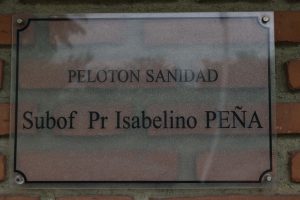 PELOTON SANIDAD
Subof Pr Isabelino PEÑA